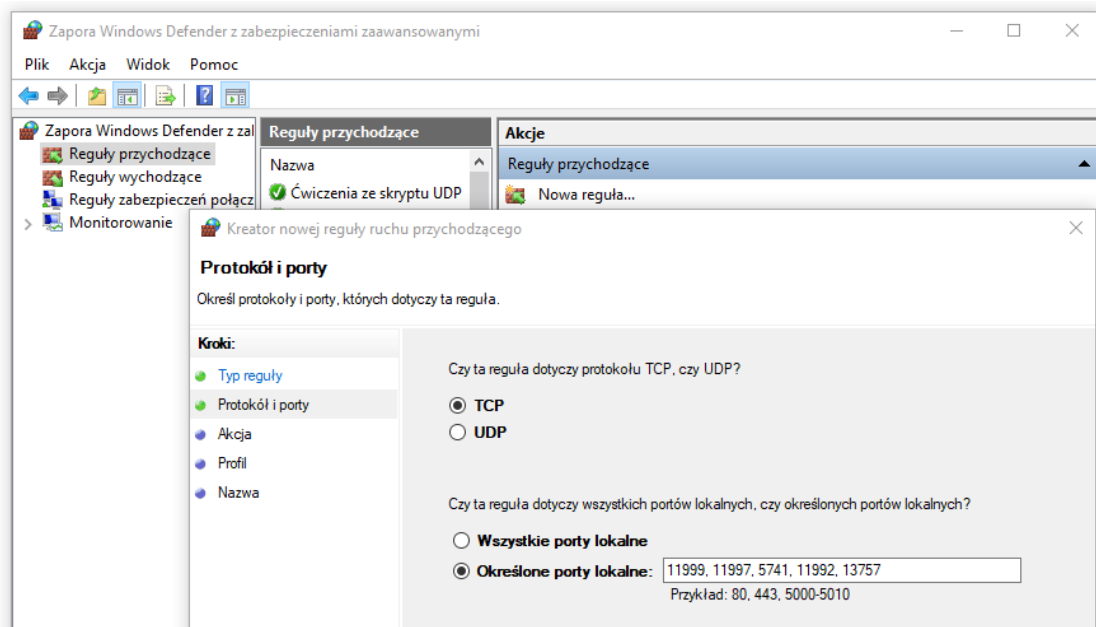 Zapora Windows Defender z zabezpieczeniami zaawansowanymi
Plik Akcja Widok Pomoc
Zapora Windows Defender z zal
Reguły przychodzące
Reguły wychodzące
Reguły zabezpieczeń połącz
Monitorowanie
Reguły przychodzące
Nazwa
Ćwiczenia ze skryptu UDP
Akcje
Reguły przychodzące
Nowa reguła...
Kreator nowej reguły ruchu przychodzącego
Protokół i porty
Określ protokoły i porty, których dotyczy ta reguła.
Kroki:
Typ reguły
Protokół i porty
Akcja
Profil
Nazwa
Czy ta reguła dotyczy protokołu TCP, czy UDP?
TCP
UDP
Czy ta reguła dotyczy wszystkich portów lokalnych, czy określonych portów lokalnych?
Wszystkie porty lokalne
Określone porty lokalne: 11999, 11997, 5741, 11992, 13757
Przykład: 80, 443, 5000-5010